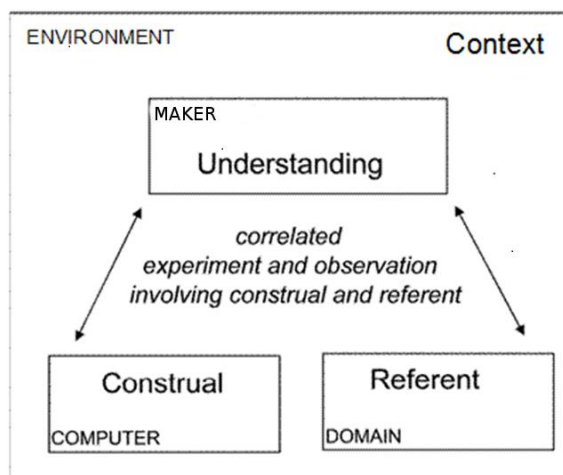 ENVIRONMENT
Context
MAKER
Understanding
correlated
experiment and observation
involving construal and referent
Construal
COMPUTER
Referent
DOMAIN